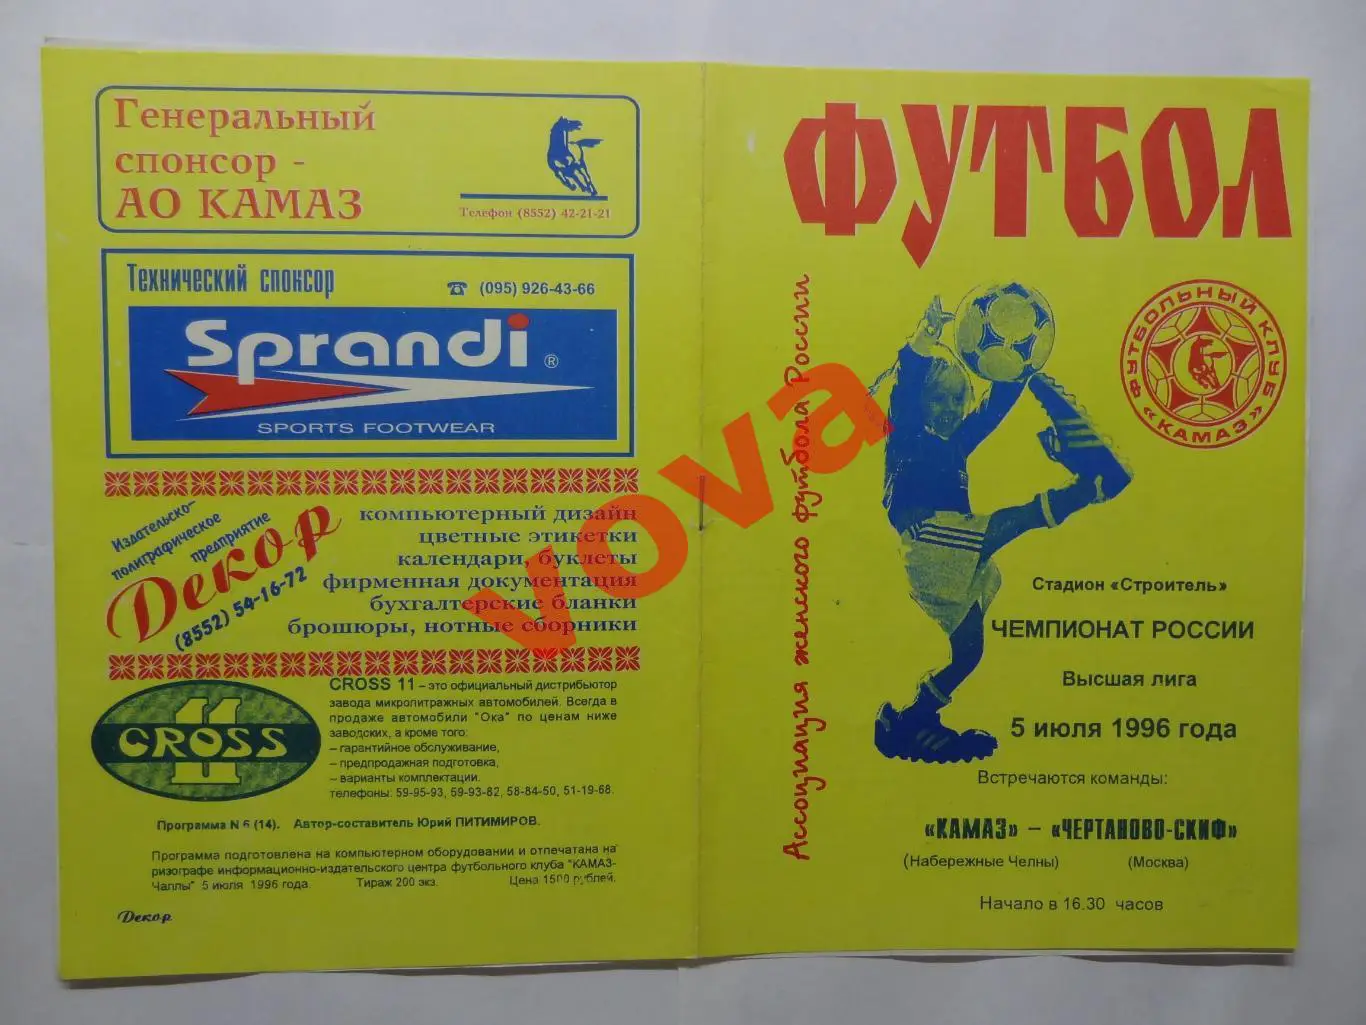 Генеральный
спонсор -
АО КАМАЗ
Телефон (8552) 42-21-21
Технический спонсор
☎ (095) 926-43-66
Sprandi ®
SPORTS FOOTWEAR
Издательско-
полиграфическое
предприятие
Декор
(8552) 54-16-72
компьютерный дизайн
цветные этикетки
календари, буклеты
фирменная документация
бухгалтерские бланки
брошюры, нотные сборники
11
CROSS
11
CROSS 11 – это официальный дистрибьютор
завода микролитражных автомобилей. Всегда в
продаже автомобили "Ока" по ценам ниже
заводских, а кроме того:
– гарантийное обслуживание,
– предпродажная подготовка,
– варианты комплектации.
телефоны: 59-95-93, 59-93-82, 58-84-50, 51-19-68.
Программа N 6 (14). Автор-составитель Юрий ПИТИМИРОВ.
Программа подготовлена на компьютерном оборудовании и отпечатана на
ризографе информационно-издательского центра футбольного клуба "КАМАЗ-
Чаллы" 5 июля 1996 года. Тираж 200 экз. Цена 1500 рублей.
Декор
vova
ФУТБОЛ
Ассоциация женского футбола России
ФУТБОЛЬНЫЙ КЛУБ
«КАМАЗ»
Стадион «Строитель»
ЧЕМПИОНАТ РОССИИ
Высшая лига
5 июля 1996 года
Встречаются команды:
«КАМАЗ» – «ЧЕРТАНОВО-СКИФ»
(Набережные Челны) (Москва)
Начало в 16.30 часов